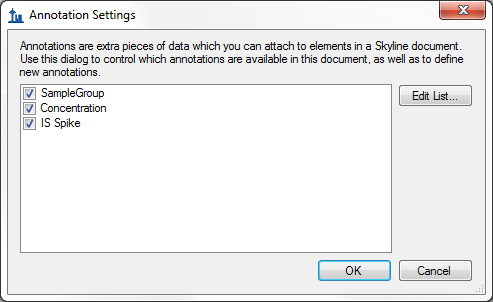 Annotation Settings
Annotations are extra pieces of data which you can attach to elements in a Skyline document.
Use this dialog to control which annotations are available in this document, as well as to define
new annotations.
SampleGroup
Concentration
IS Spike
Edit List...
OK
Cancel